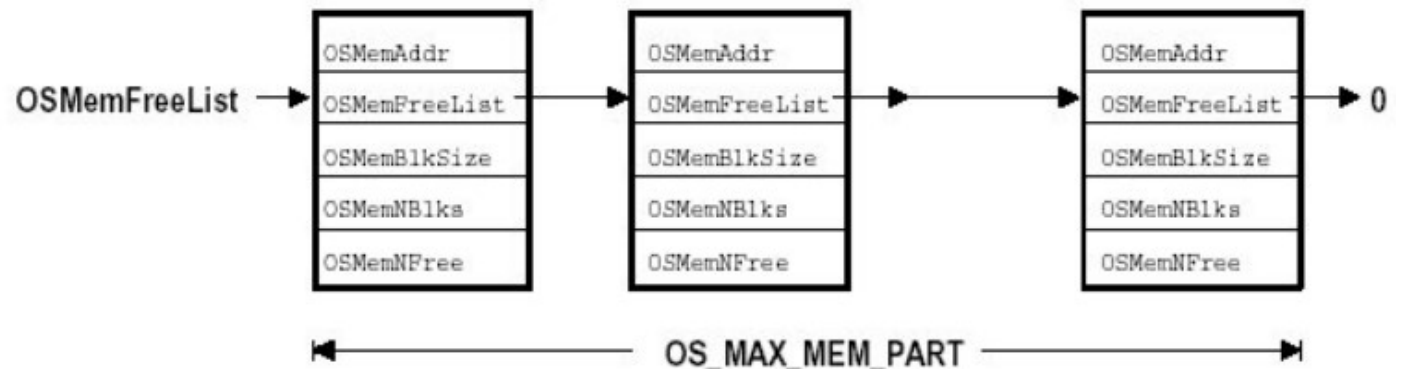 OSMemAddr OSMemAddr OSMemAddr
OSMemFreeList OSMemFreeList OSMemFreeList OSMemFreeList 0
OSMemBlkSize OSMemBlkSize OSMemBlkSize
OSMemNBlks OSMemNBlks OSMemNBlks
OSMemNFree OSMemNFree OSMemNFree
OS_MAX_MEM_PART